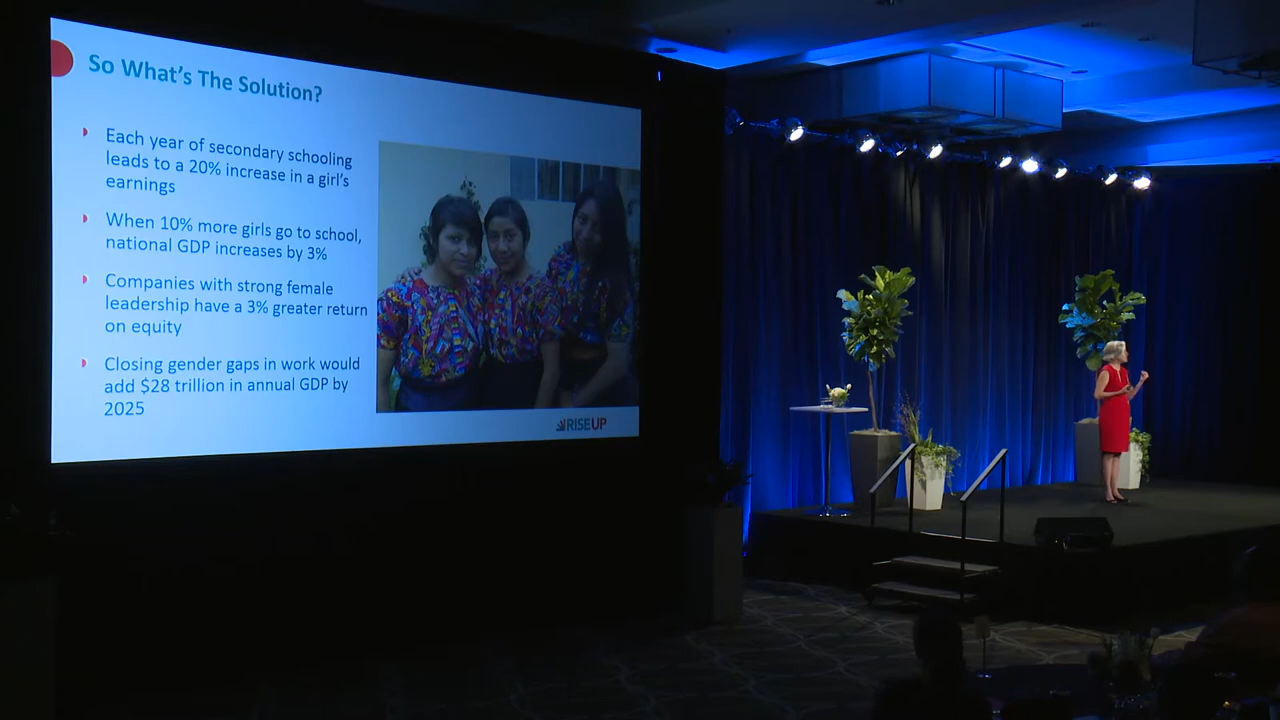 So What's The Solution?
Each year of secondary schooling
leads to a 20% increase in a girl's
earnings
When 10% more girls go to school,
national GDP increases by 3%
Companies with strong female
leadership have a 3% greater return
on equity
Closing gender gaps in work would
add $28 trillion in annual GDP by
2025
RISEUP